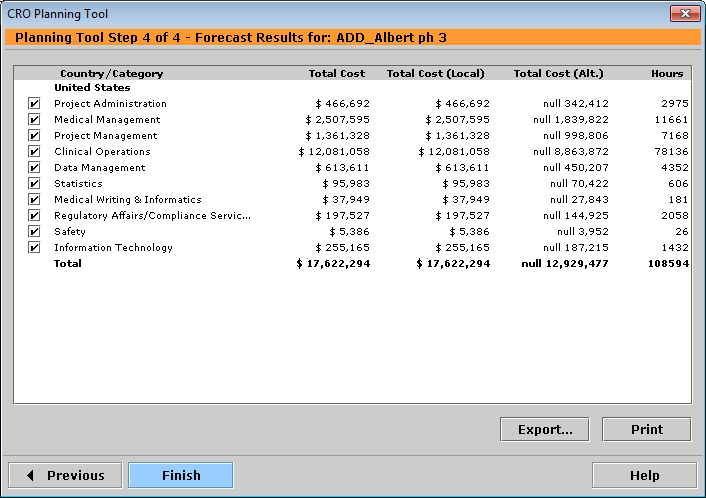 CRO Planning Tool
Planning Tool Step 4 of 4 - Forecast Results for: ADD_Albert ph 3
Country/Category Total Cost Total Cost (Local) Total Cost (Alt.) Hours
United States
Project Administration $ 466,692 $ 466,692 null 342,412 2975
Medical Management $ 2,507,595 $ 2,507,595 null 1,839,822 11661
Project Management $ 1,361,328 $ 1,361,328 null 998,806 7168
Clinical Operations $ 12,081,058 $ 12,081,058 null 8,863,872 78136
Data Management $ 613,611 $ 613,611 null 450,207 4352
Statistics $ 95,983 $ 95,983 null 70,422 606
Medical Writing & Informatics $ 37,949 $ 37,949 null 27,843 181
Regulatory Affairs/Compliance Servic... $ 197,527 $ 197,527 null 144,925 2058
Safety $ 5,386 $ 5,386 null 3,952 26
Information Technology $ 255,165 $ 255,165 null 187,215 1432
Total $ 17,622,294 $ 17,622,294 null 12,929,477 108594
Export... Print
Previous Finish Help